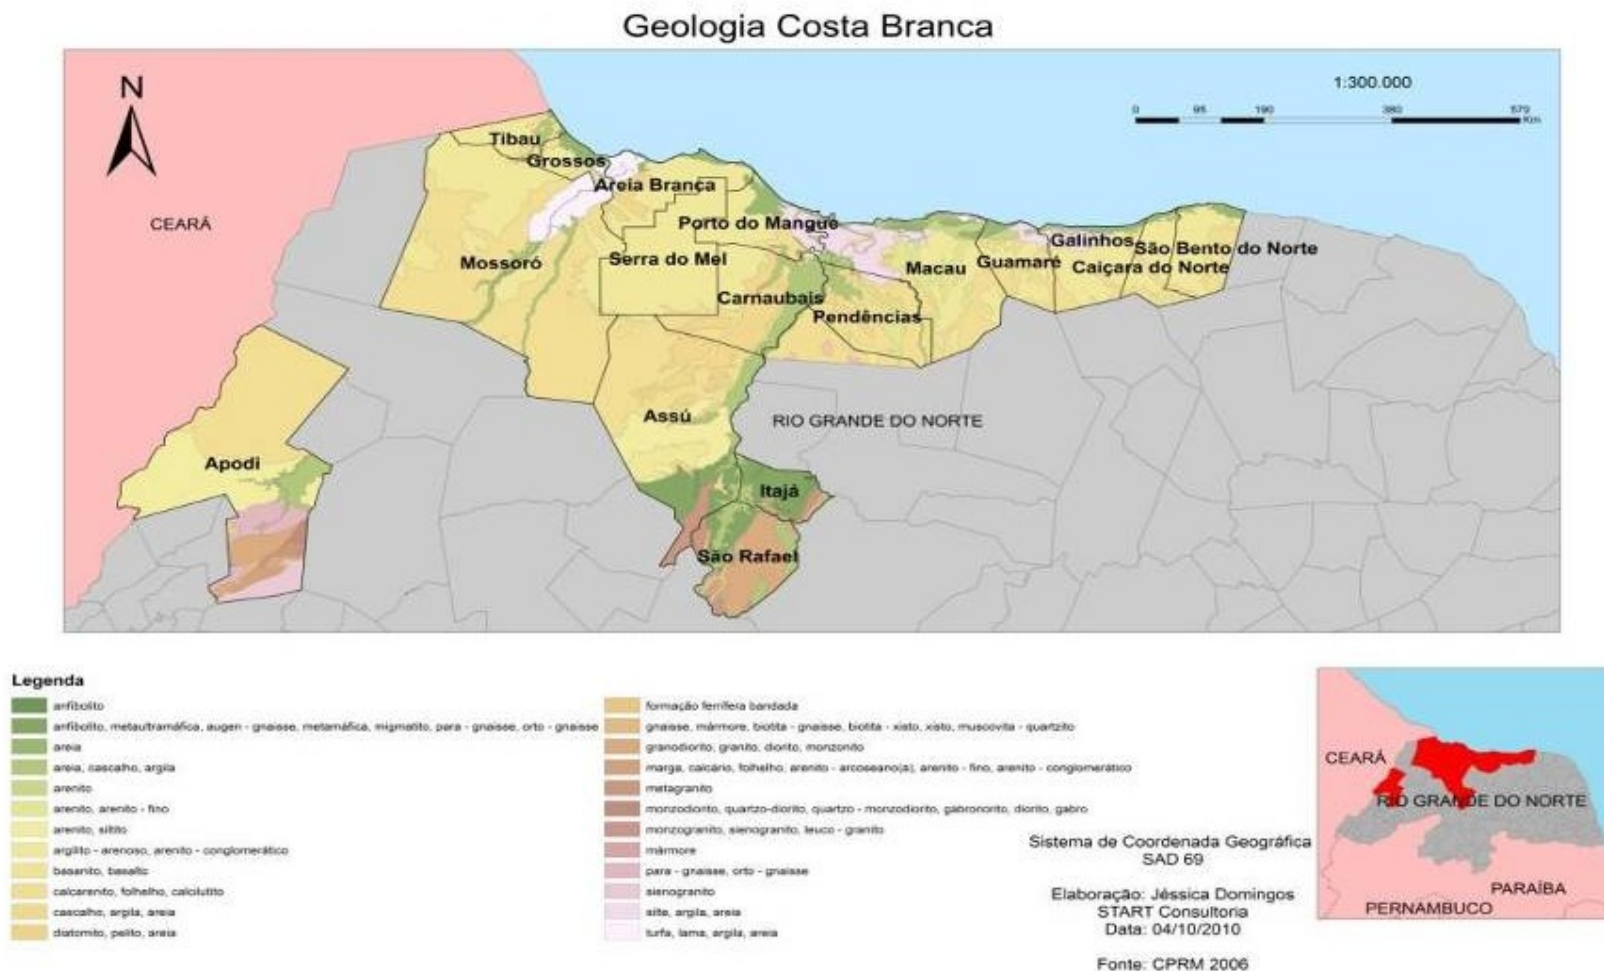 Geologia Costa Branca
N
1:300.000
0 95 190 380 570
Km
CEARÁ
Tibau
Grossos
Areia Branca
Porto do Mangue
Mossoró
Serra do Mel
Carnaubais
Pendências
Macau
Guamaré
Galinhos
São Bento do Norte
Caiçara do Norte
Assú
RIO GRANDE DO NORTE
Apodi
Itajá
São Rafael
Legenda
anfibolito
anfibolito, metaultramáfica, augen - gnaisse, metamáfica, migmatito, para - gnaisse, orto - gnaisse
areia
areia, cascalho, argila
arenito
arenito, arenito - fino
arenito, siltito
argilito - arenoso, arenito - conglomerático
basanito, basalto
calcarenito, folhelho, calcilutito
cascalho, argila, areia
diatomito, pelito, areia
formação ferrífera bandada
gnaisse, mármore, biotita - gnaisse, biotita - xisto, xisto, muscovita - quartzito
granodiorito, granito, diorito, monzonito
marga, calcário, folhelho, arenito - arcoseano(a), arenito - fino, arenito - conglomerático
metagranito
monzodiorito, quartzo-diorito, quartzo - monzodiorito, gabronorito, diorito, gabro
monzogranito, sienogranito, leuco - granito
mármore
para - gnaisse, orto - gnaisse
sienogranito
silte, argila, areia
turfa, lama, argila, areia
Sistema de Coordenada Geográfica
SAD 69
Elaboração: Jéssica Domingos
START Consultoria
Data: 04/10/2010
Fonte: CPRM 2006
CEARÁ
RIO GRANDE DO NORTE
PARAÍBA
PERNAMBUCO